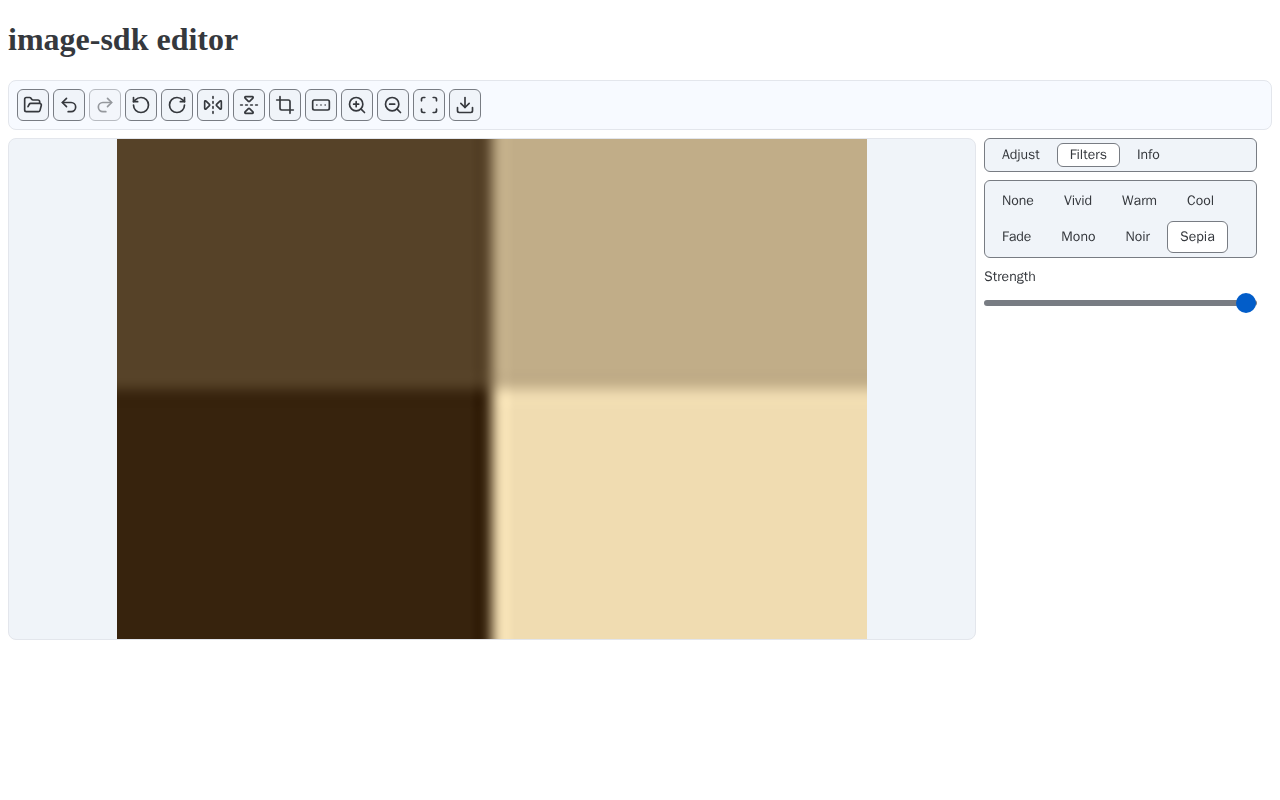 image-sdk editor
Adjust Filters Info
None Vivid Warm Cool
Fade Mono Noir Sepia
Strength